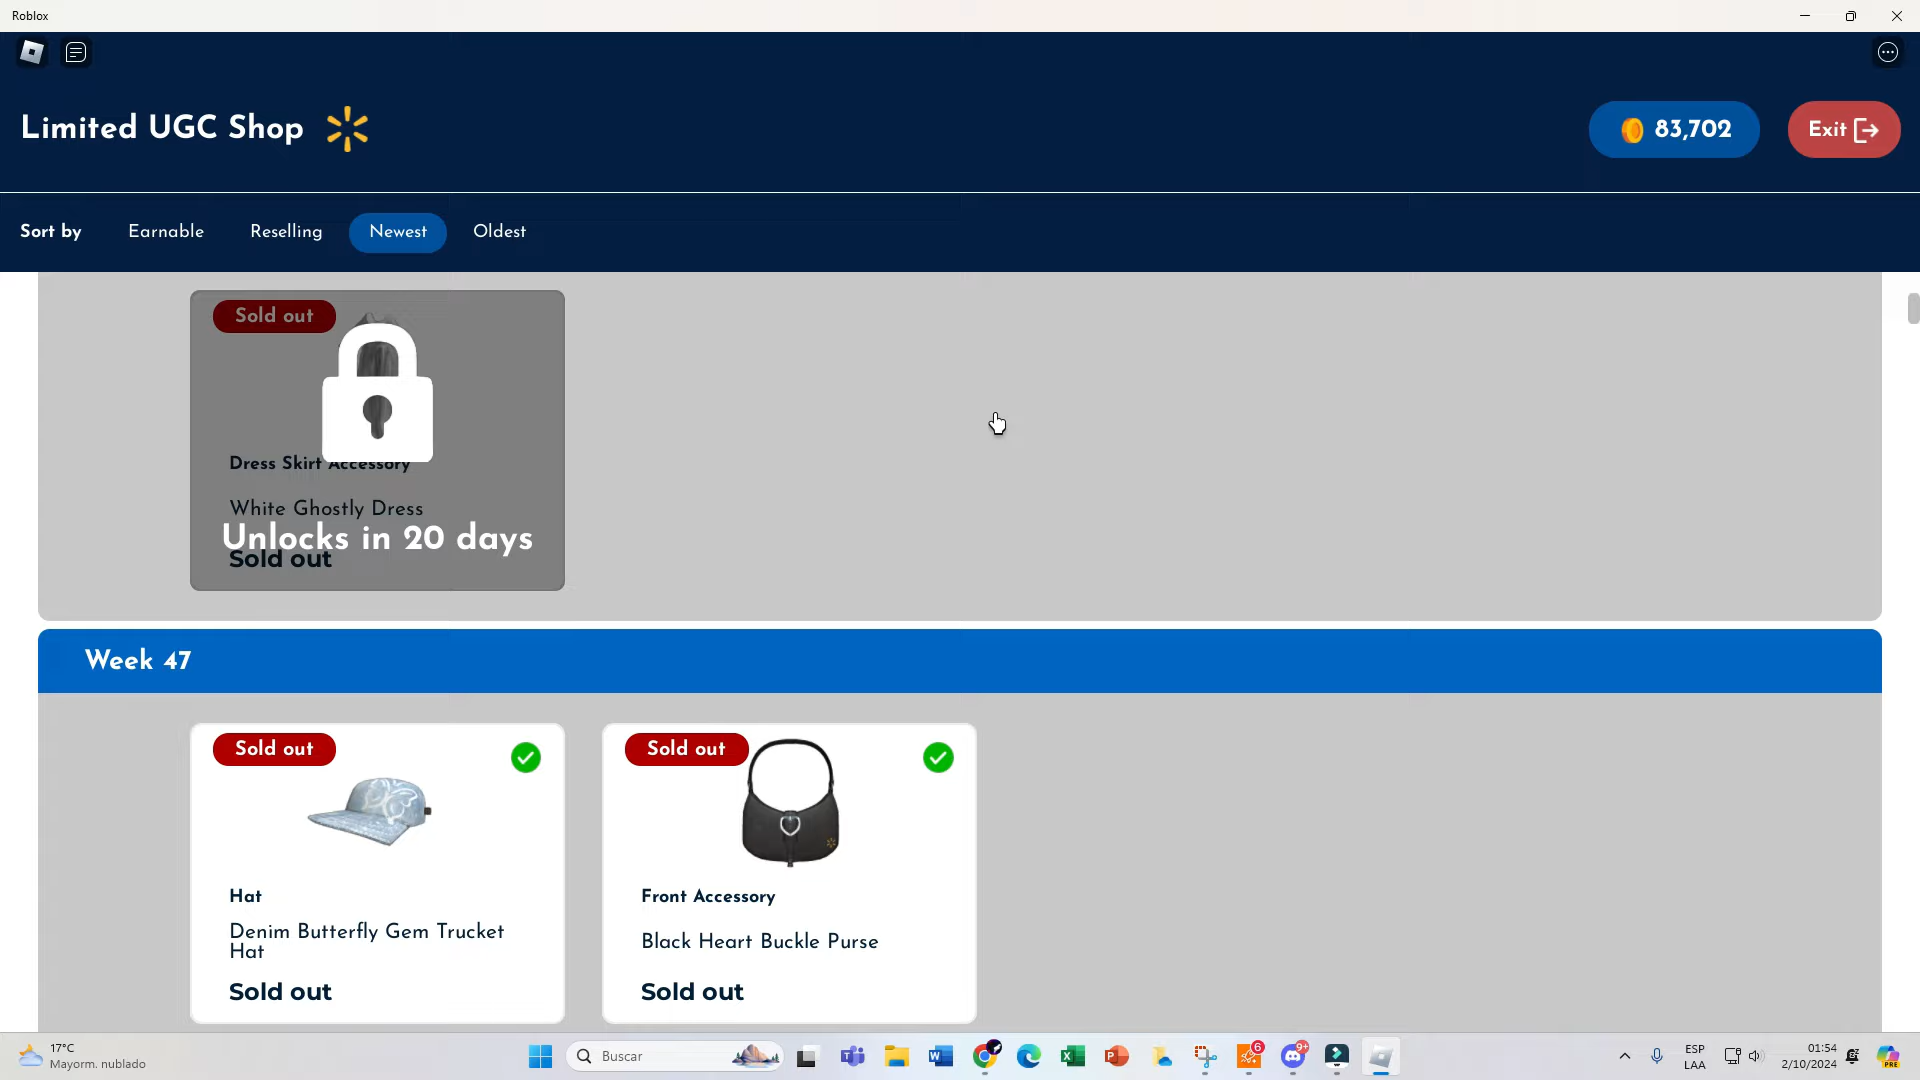 Roblox
Limited UGC Shop
83,702
Exit
Sort by
Earnable
Reselling
Newest
Oldest
Sold out
Dress Skirt Accessory
White Ghostly Dress
Unlocks in 20 days
Sold out
Week 47
Sold out
Hat
Denim Butterfly Gem Trucket
Hat
Sold out
Sold out
Front Accessory
Black Heart Buckle Purse
Sold out
17°C
Mayorm. nublado
Buscar
6
9+
ESP
LAA
01:54
2/10/2024
PRE